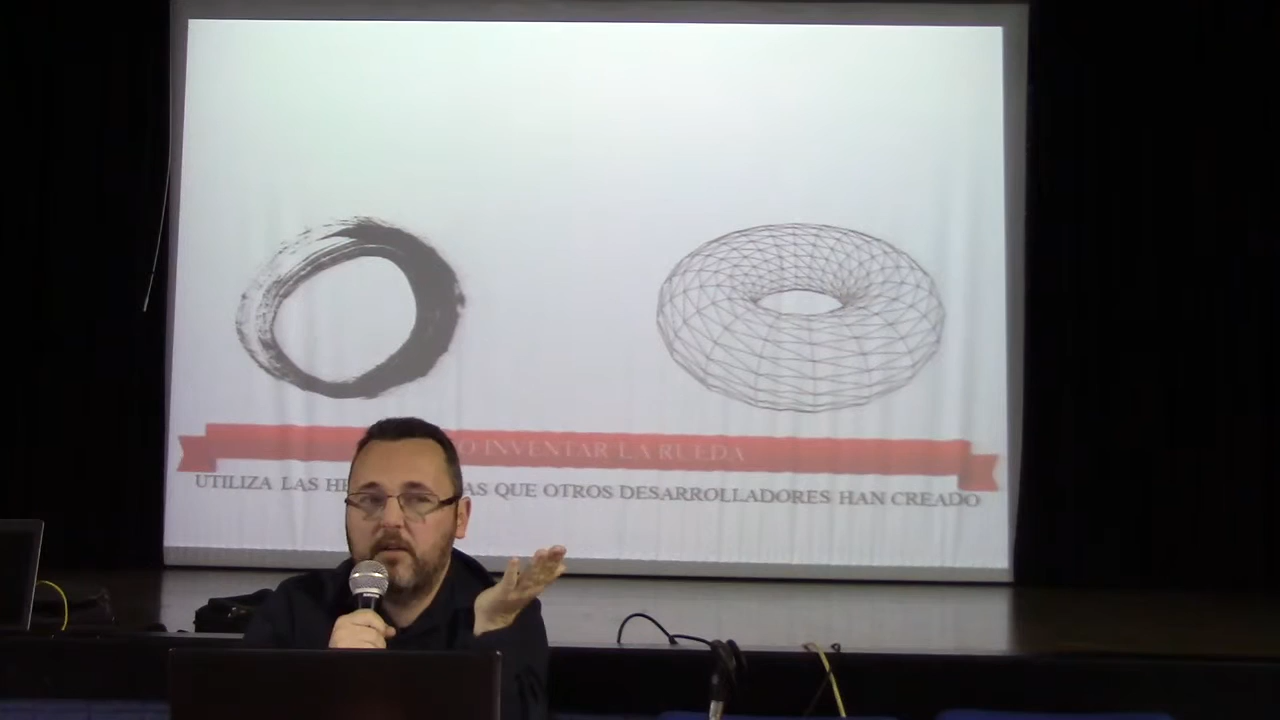 O INVENTAR LA RUEDA
UTILIZA LAS HE AS QUE OTROS DESARROLLADORES HAN CREADO